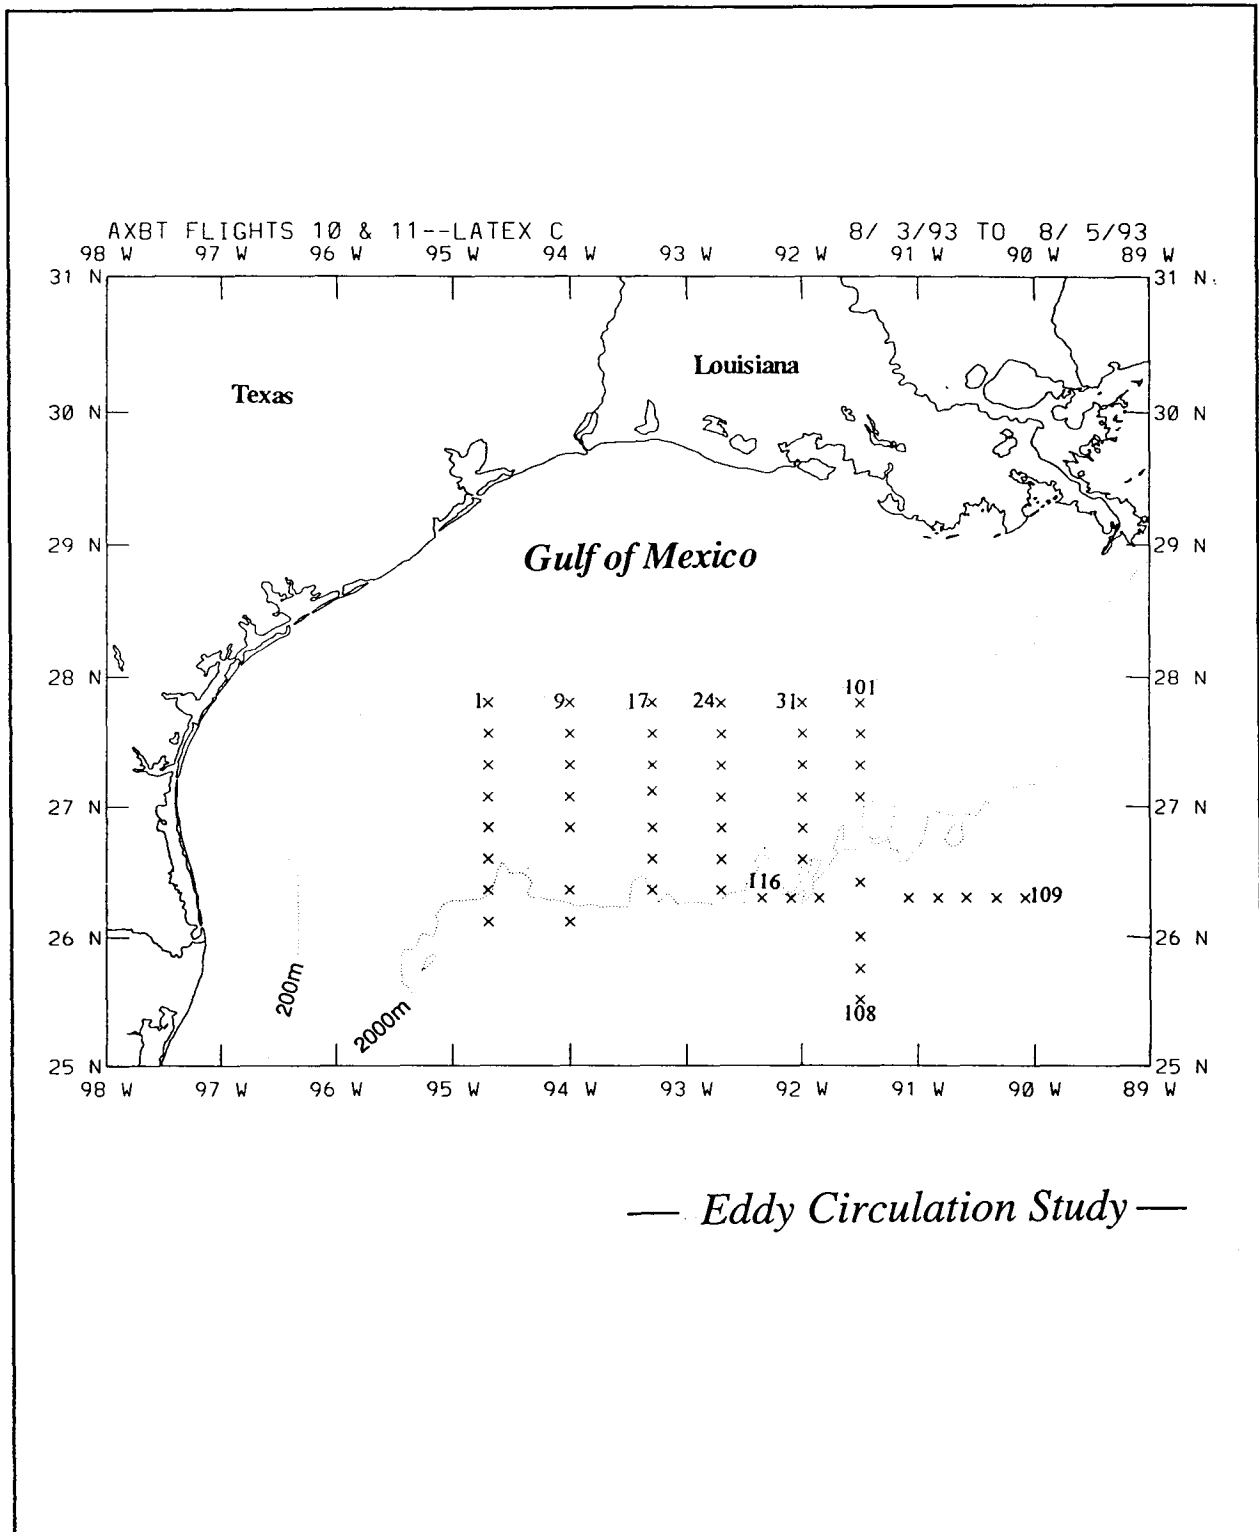 AXBT FLIGHTS 10 & 11--LATEX C 8/ 3/93 TO 8/ 5/93
98 W 97 W 96 W 95 W 94 W 93 W 92 W 91 W 90 W 89 W
31 N 31 N
Louisiana
Texas
30 N 30 N
29 N 29 N
Gulf of Mexico
28 N 28 N
1 9 17 24 31 101
27 N 27 N
116 109
26 N 26 N
200m
2000m
108
25 N 25 N
98 W 97 W 96 W 95 W 94 W 93 W 92 W 91 W 90 W 89 W
— Eddy Circulation Study —